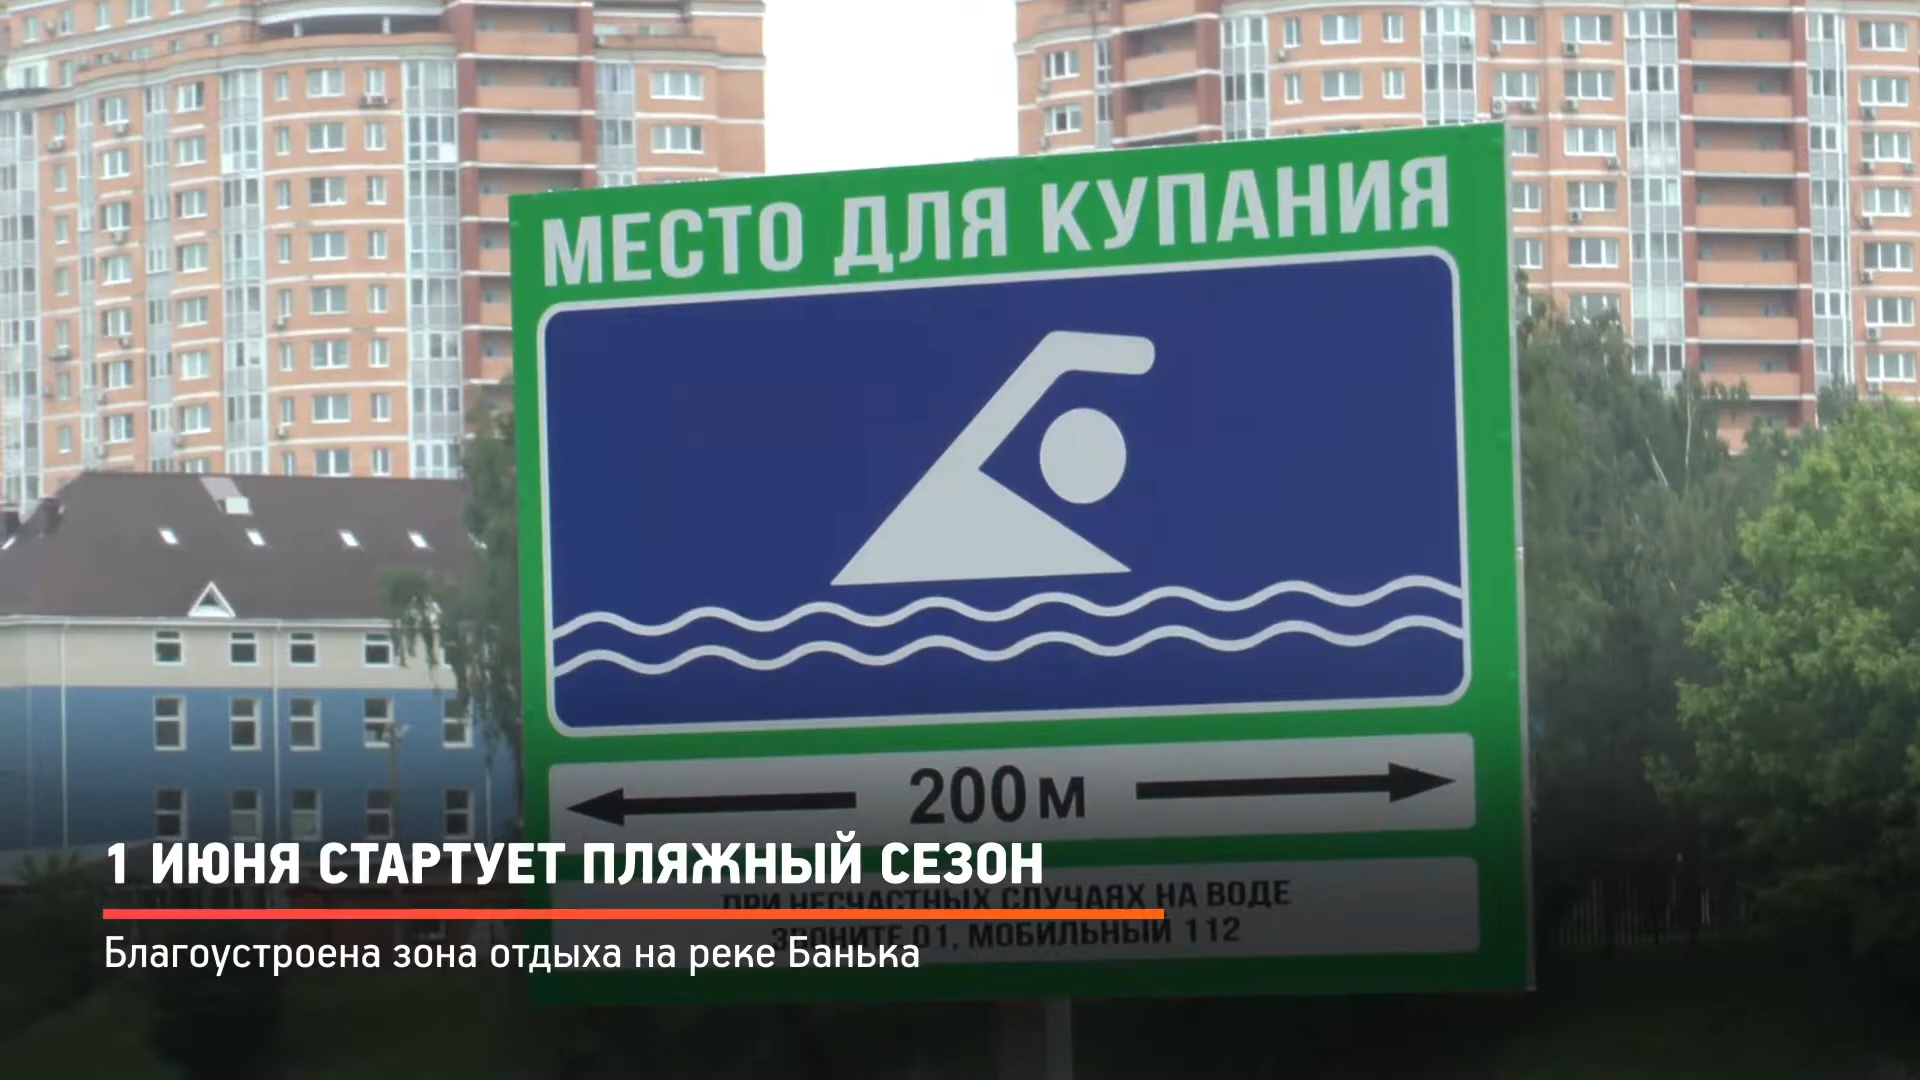 МЕСТО ДЛЯ КУПАНИЯ
200 м
1 ИЮНЯ СТАРТУЕТ ПЛЯЖНЫЙ СЕЗОН
ПРИ НЕСЧАСТНЫХ СЛУЧАЯХ НА ВОДЕ
ЗВОНИТЕ 01, МОБИЛЬНЫЙ 112
Благоустроена зона отдыха на реке Банька